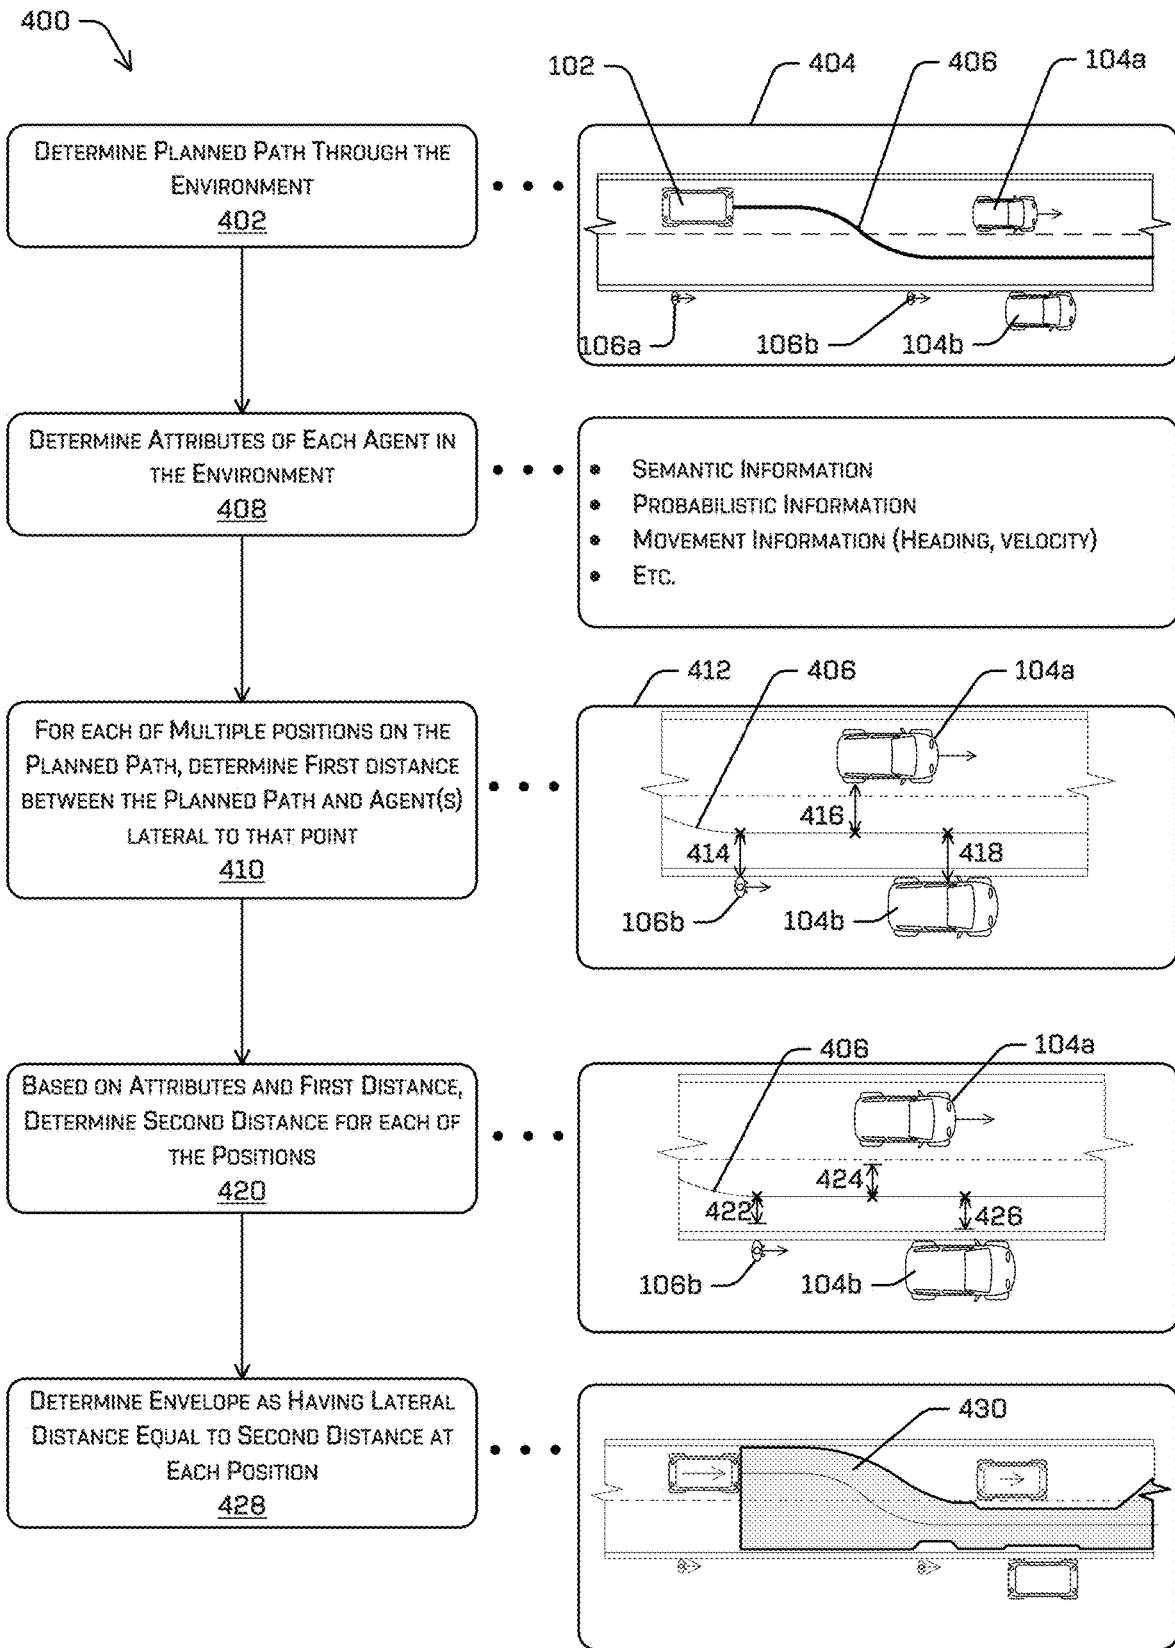 400
102
404
406
104a
DETERMINE PLANNED PATH THROUGH THE
ENVIRONMENT
402
106a
106b
104b
DETERMINE ATTRIBUTES OF EACH AGENT IN
THE ENVIRONMENT
408
• SEMANTIC INFORMATION
• PROBABILISTIC INFORMATION
• MOVEMENT INFORMATION (HEADING, VELOCITY)
• ETC.
412
406
104a
FOR EACH OF MULTIPLE POSITIONS ON THE
PLANNED PATH, DETERMINE FIRST DISTANCE
BETWEEN THE PLANNED PATH AND AGENT(S)
LATERAL TO THAT POINT
410
416
414
418
106b
104b
406
104a
BASED ON ATTRIBUTES AND FIRST DISTANCE,
DETERMINE SECOND DISTANCE FOR EACH OF
THE POSITIONS
420
424
422
426
106b
104b
DETERMINE ENVELOPE AS HAVING LATERAL
DISTANCE EQUAL TO SECOND DISTANCE AT
EACH POSITION
428
430